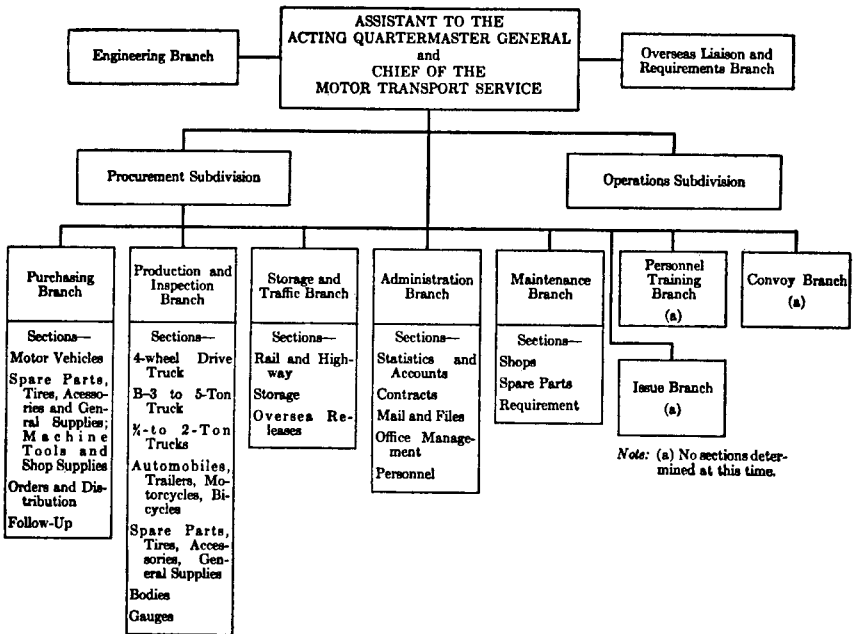 ASSISTANT TO THE
ACTING QUARTERMASTER GENERAL
and
CHIEF OF THE
MOTOR TRANSPORT SERVICE
Engineering Branch
Overseas Liaison and
Requirements Branch
Procurement Subdivision
Operations Subdivision
Purchasing
Branch
Sections—
Motor Vehicles
Spare Parts,
Tires, Acesso-
ries and Gen-
eral Supplies;
Machine
Tools and
Shop Supplies
Orders and Dis-
tribution
Follow-Up
Production and
Inspection
Branch
Sections—
4-wheel Drive
Truck
B-3 to 5-Ton
Truck
¾-to 2-Ton
Trucks
Automobiles,
Trailers, Mo-
torcycles, Bi-
cycles
Spare Parts,
Tires, Acces-
sories, Gen-
eral Supplies
Bodies
Gauges
Storage and
Traffic Branch
Sections—
Rail and High-
way
Storage
Oversea Re-
leases
Administration
Branch
Sections—
Statistics and
Accounts
Contracts
Mail and Files
Office Manage-
ment
Personnel
Maintenance
Branch
Sections—
Shops
Spare Parts
Requirement
Personnel
Training
Branch
(a)
Convoy Branch
(a)
Issue Branch
(a)
Note: (a) No sections deter-
mined at this time.